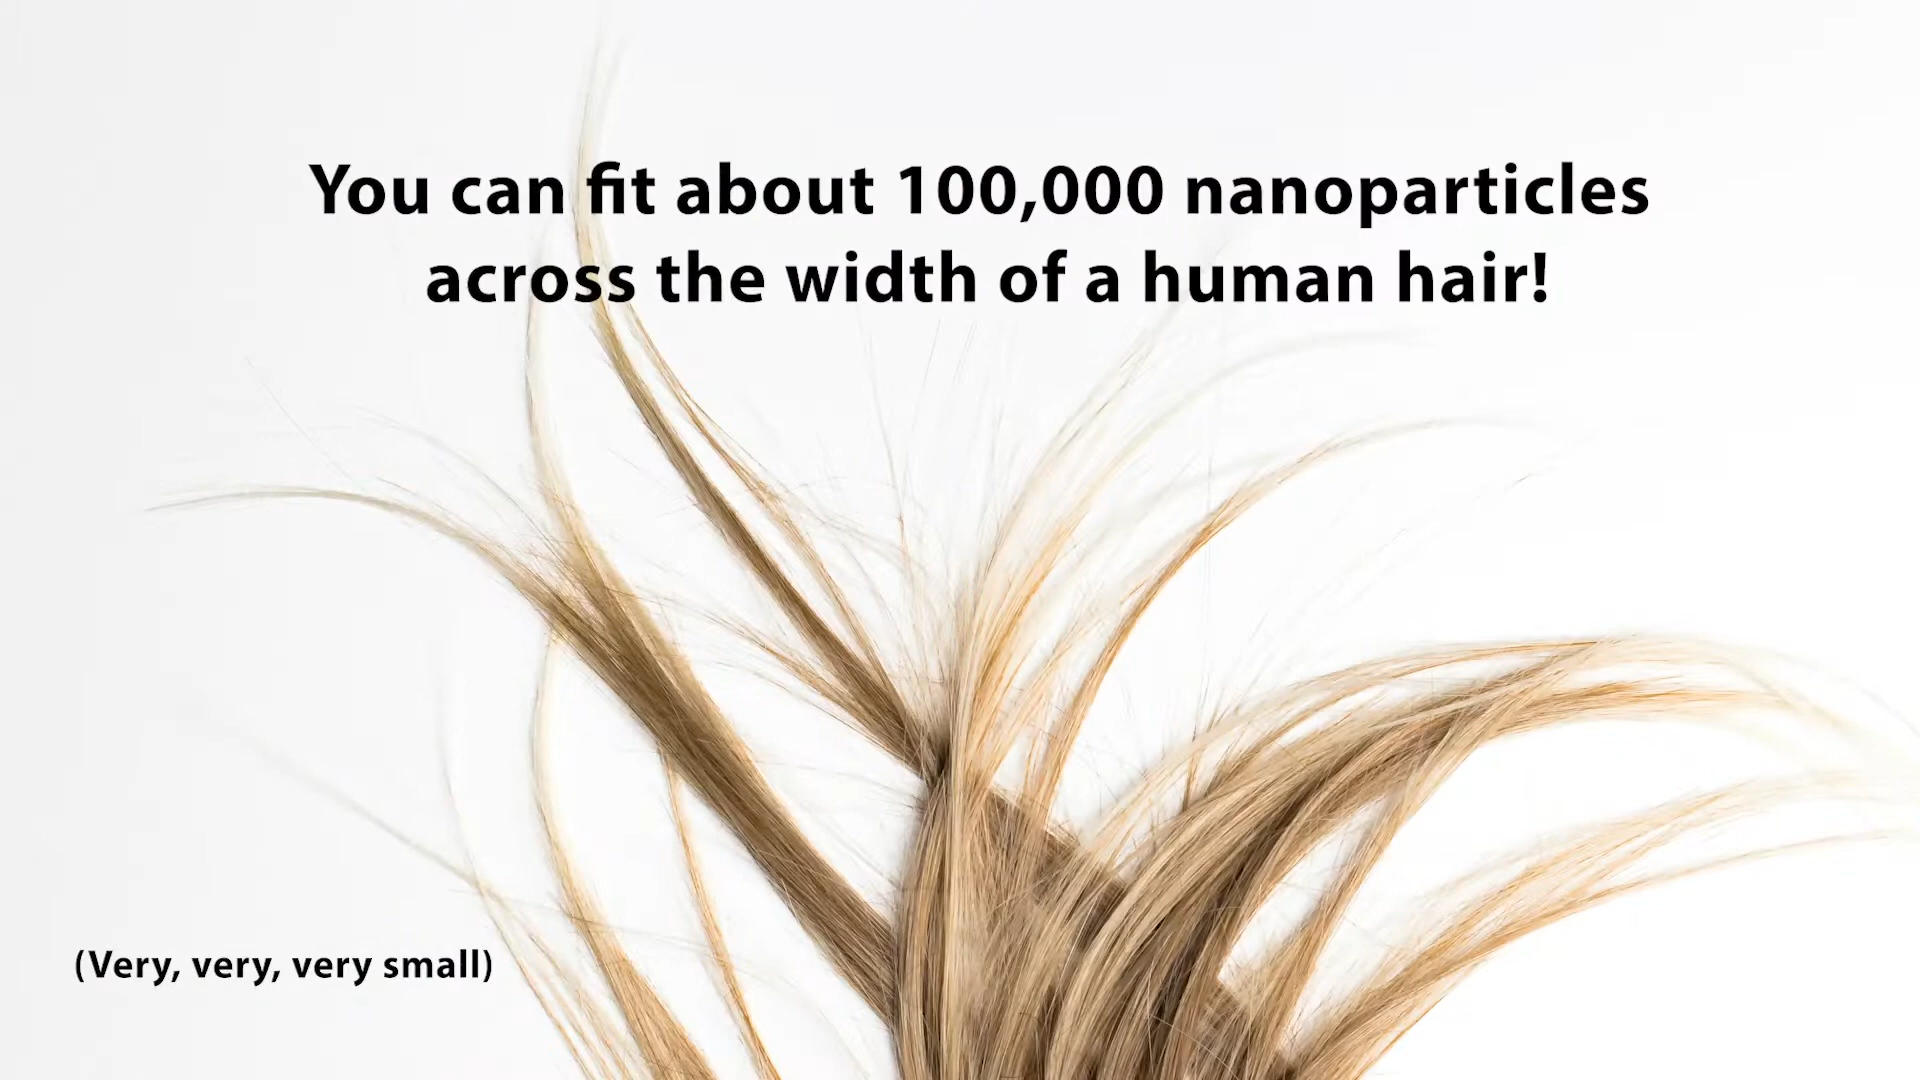 You can fit about 100,000 nanoparticles
across the width of a human hair!
(Very, very, very small)